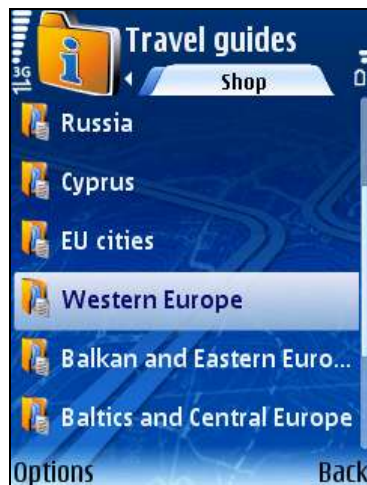 Travel guides
3G
Shop
Russia
Cyprus
EU cities
Western Europe
Balkan and Eastern Euro...
Baltics and Central Europe
Options Back